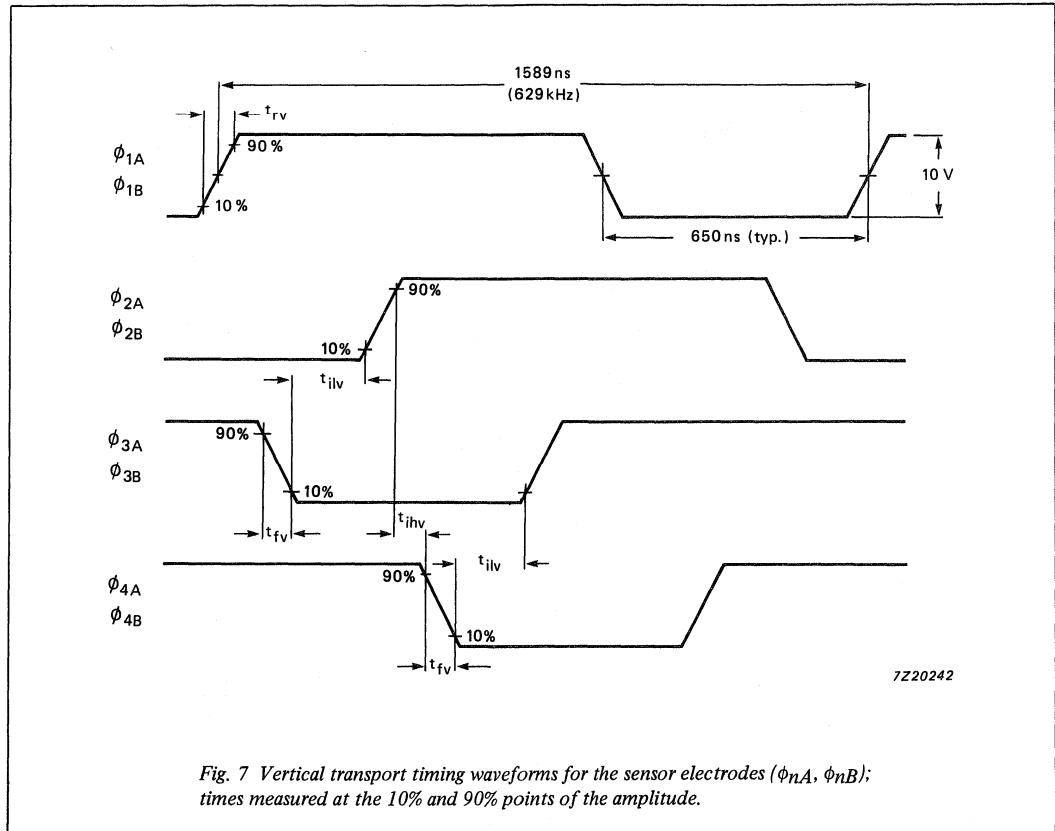 1589 ns
(629 kHz)
t_rv
90 %
ϕ1A
ϕ1B
10 %
10 V
650 ns (typ.)
ϕ2A
ϕ2B
90%
10%
t_ilv
ϕ3A
ϕ3B
90%
10%
t_fv
t_ihv
t_ilv
ϕ4A
ϕ4B
90%
10%
t_fv
7Z20242
Fig. 7 Vertical transport timing waveforms for the sensor electrodes (ϕnA, ϕnB);
times measured at the 10% and 90% points of the amplitude.